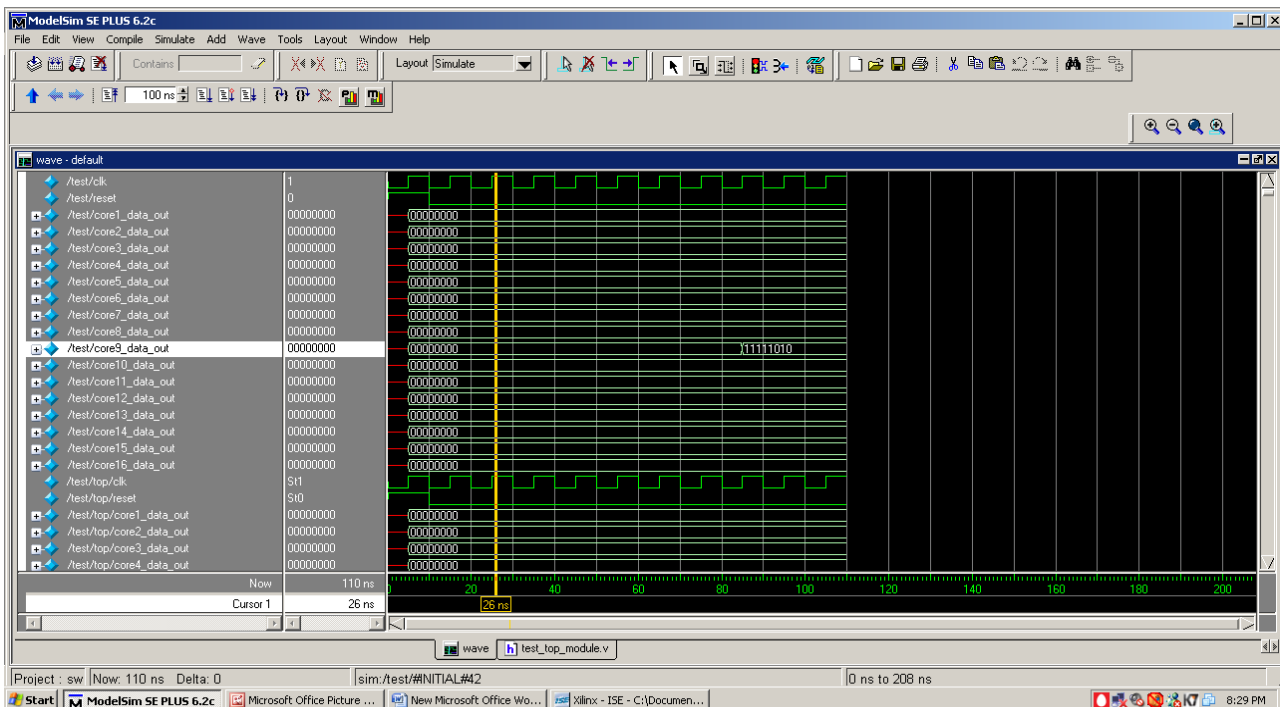 ModelSim SE PLUS 6.2c
File Edit View Compile Simulate Add Wave Tools Layout Window Help
Contains Layout Simulate
100 ns
wave - default
/test/clk 1
/test/reset 0
/test/core1_data_out 00000000 00000000
/test/core2_data_out 00000000 00000000
/test/core3_data_out 00000000 00000000
/test/core4_data_out 00000000 00000000
/test/core5_data_out 00000000 00000000
/test/core6_data_out 00000000 00000000
/test/core7_data_out 00000000 00000000
/test/core8_data_out 00000000 00000000
/test/core9_data_out 00000000 00000000 11111010
/test/core10_data_out 00000000 00000000
/test/core11_data_out 00000000 00000000
/test/core12_data_out 00000000 00000000
/test/core13_data_out 00000000 00000000
/test/core14_data_out 00000000 00000000
/test/core15_data_out 00000000 00000000
/test/core16_data_out 00000000 00000000
/test/top/clk St1
/test/top/reset St0
/test/top/core1_data_out 00000000 00000000
/test/top/core2_data_out 00000000 00000000
/test/top/core3_data_out 00000000 00000000
/test/top/core4_data_out 00000000 00000000
Now 110 ns 0 20 40 60 80 100 120 140 160 180 200
Cursor 1 26 ns 26 ns
wave test_top_module.v
Project : sw Now: 110 ns Delta: 0 sim:/test/#INITIAL#42 0 ns to 208 ns
Start ModelSim SE PLUS 6.2c Microsoft Office Picture ... New Microsoft Office Wo... Xilinx - ISE - C:\Documen... 8:29 PM